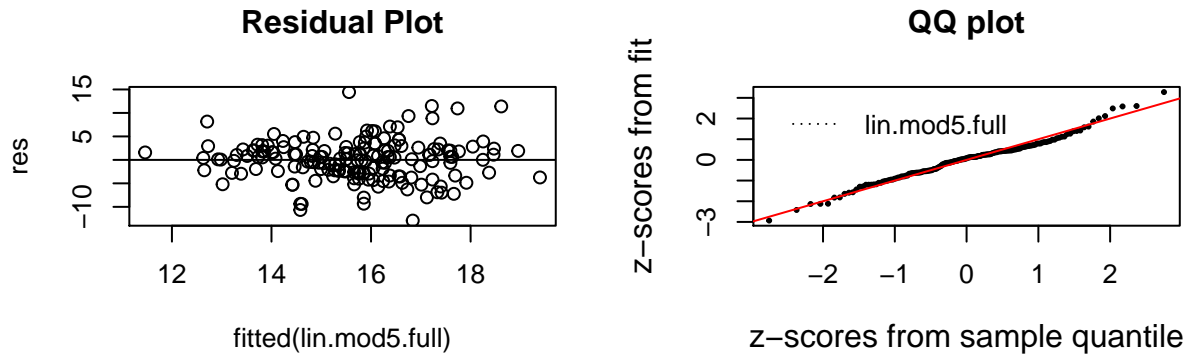 Residual Plot
res
15
5
−10
12
14
16
18
fitted(lin.mod5.full)
QQ plot
z−scores from fit
2
0
−3
lin.mod5.full
−2
−1
0
1
2
z−scores from sample quantile